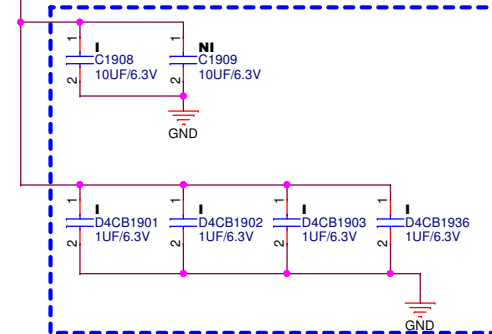 I
NI
1
C1908
1
C1909
2
10UF/6.3V
2
10UF/6.3V
GND
I
I
I
I
1
D4CB1901
1
D4CB1902
1
D4CB1903
1
D4CB1936
2
1UF/6.3V
2
1UF/6.3V
2
1UF/6.3V
2
1UF/6.3V
GND